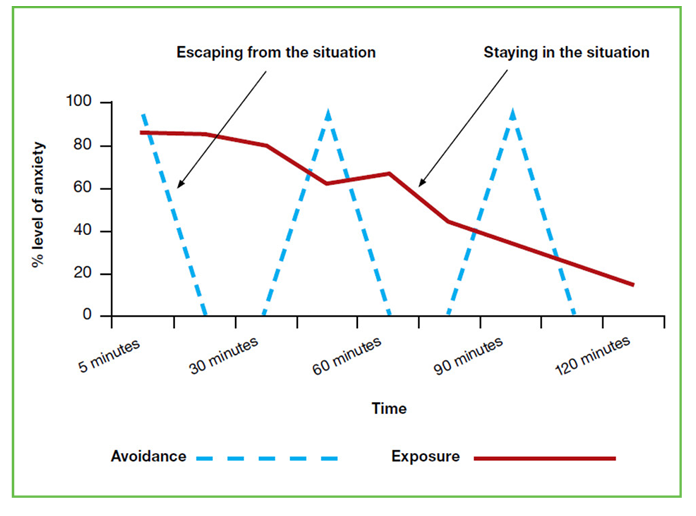 Escaping from the situation
Staying in the situation
% level of anxiety
100
80
60
40
20
0
5 minutes
30 minutes
60 minutes
90 minutes
120 minutes
Time
Avoidance
Exposure